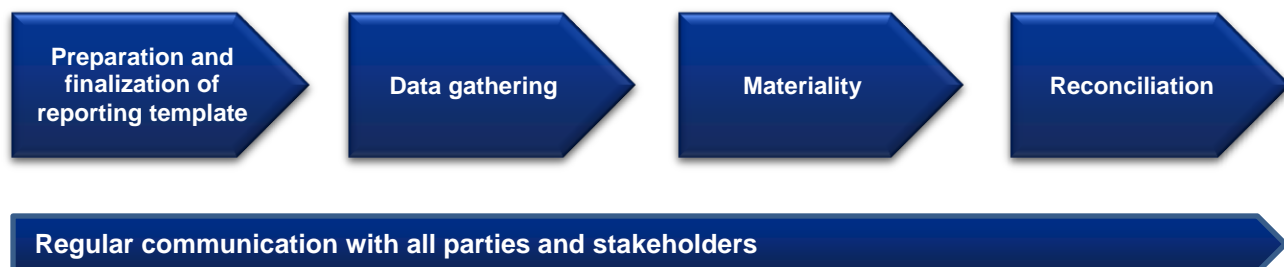 Preparation and
finalization of
reporting template
Data gathering
Materiality
Reconciliation
Regular communication with all parties and stakeholders